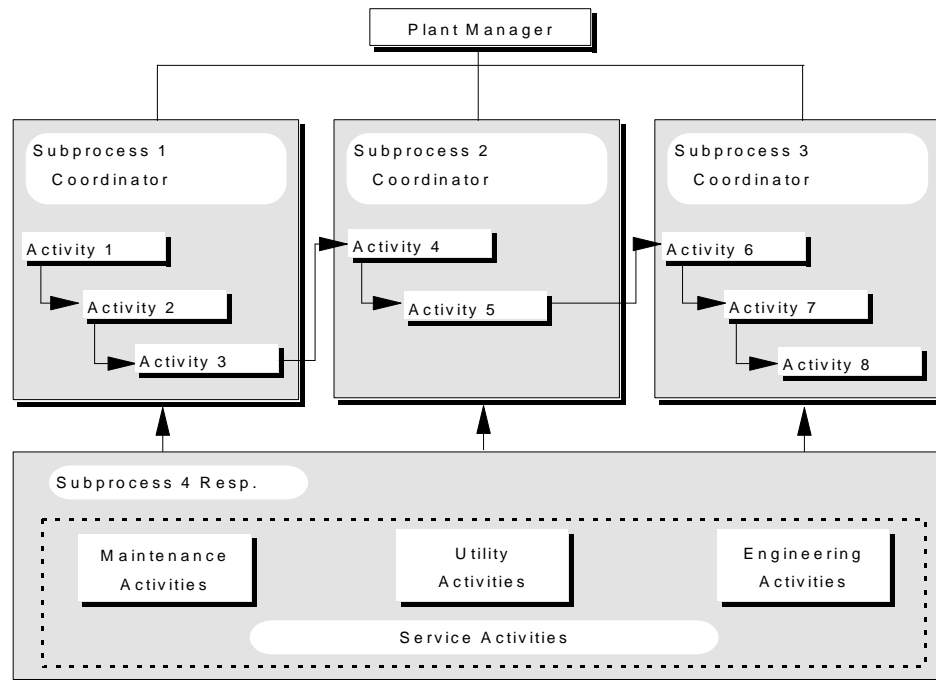 Plant Manager
Subprocess 1
Coordinator
Activity 1
Activity 2
Activity 3
Subprocess 2
Coordinator
Activity 4
Activity 5
Subprocess 3
Coordinator
Activity 6
Activity 7
Activity 8
Subprocess 4 Resp.
Maintenance
Activities
Utility
Activities
Engineering
Activities
Service Activities